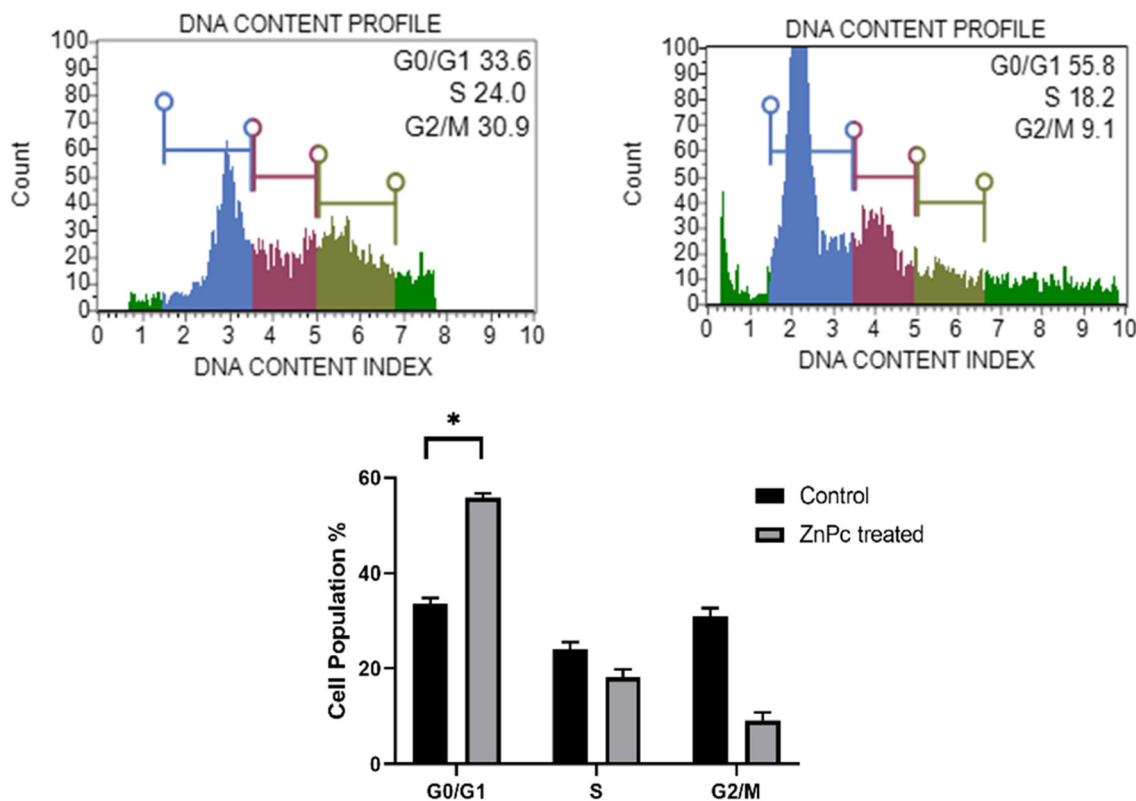 DNA CONTENT PROFILE
G0/G1 33.6
S 24.0
G2/M 30.9
100
90
80
70
60
50
40
30
20
10
0
Count
0 1 2 3 4 5 6 7 8 9 10
DNA CONTENT INDEX
DNA CONTENT PROFILE
G0/G1 55.8
S 18.2
G2/M 9.1
100
90
80
70
60
50
40
30
20
10
0
Count
0 1 2 3 4 5 6 7 8 9 10
DNA CONTENT INDEX
*
60
40
20
0
Cell Population %
Control
ZnPc treated
G0/G1 S G2/M